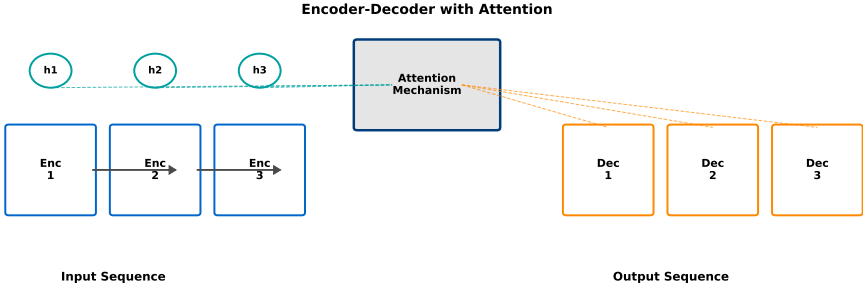 Encoder-Decoder with Attention
h1
h2
h3
Attention
Mechanism
Enc
1
Enc
2
Enc
3
Dec
1
Dec
2
Dec
3
Input Sequence
Output Sequence